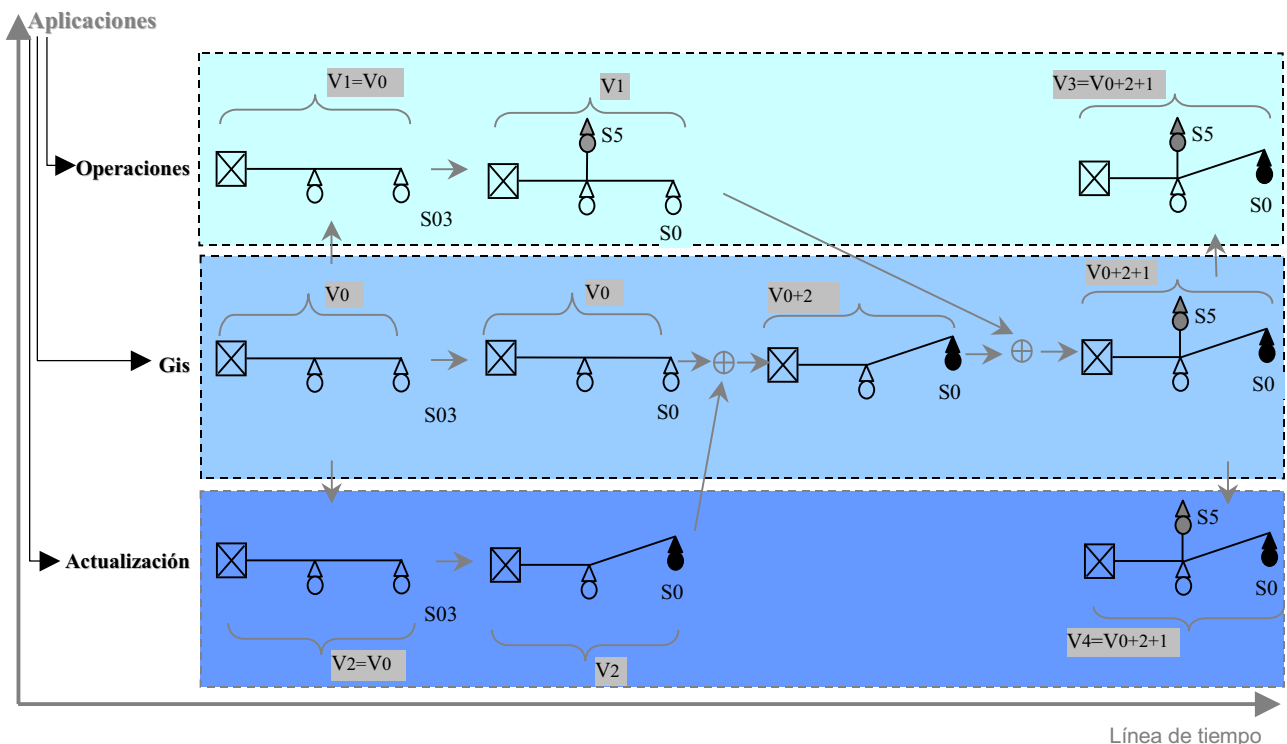 Aplicaciones
V1=V0
V1
V3=V0+2+1
S5
S5
Operaciones
S03
S0
S0
V0
V0
V0+2
V0+2+1
S5
Gis
S03
S0
S0
S0
S5
Actualización
S03
S0
S0
V2=V0
V2
V4=V0+2+1
Línea de tiempo